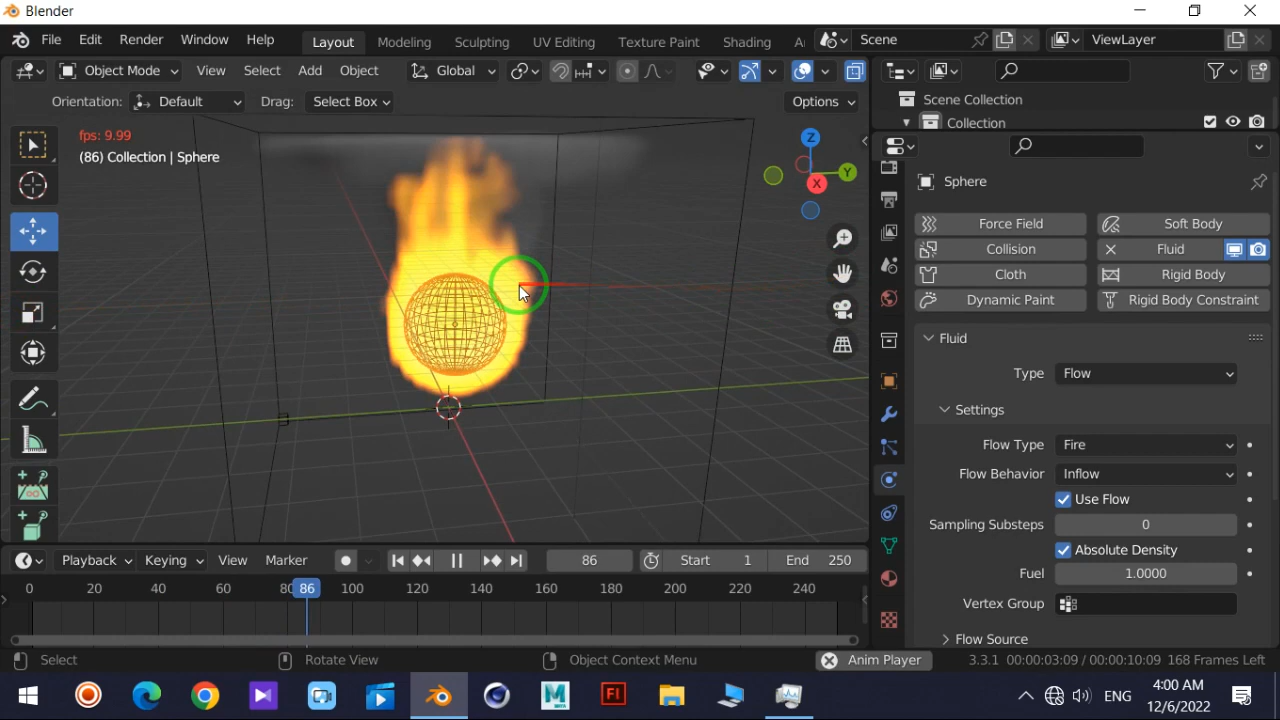 Blender
File Edit Render Window Help Layout Modeling Sculpting UV Editing Texture Paint Shading Scene ViewLayer
Object Mode View Select Add Object Global
Orientation: Default Drag: Select Box Options
Scene Collection
Collection
fps: 9.99
(86) Collection | Sphere
Z
Y
X
Sphere
Force Field Soft Body
Collision Fluid
Cloth Rigid Body
Dynamic Paint Rigid Body Constraint
Fluid
Type Flow
Settings
Flow Type Fire
Flow Behavior Inflow
Use Flow
Sampling Substeps 0
Absolute Density
Fuel 1.0000
Vertex Group
Flow Source
Playback Keying View Marker 86 Start 1 End 250
0 20 40 60 80 86 100 120 140 160 180 200 220 240
Select Rotate View Object Context Menu Anim Player 3.3.1 00:00:03:09 / 00:00:10:09 168 Frames Left
ENG
4:00 AM
12/6/2022